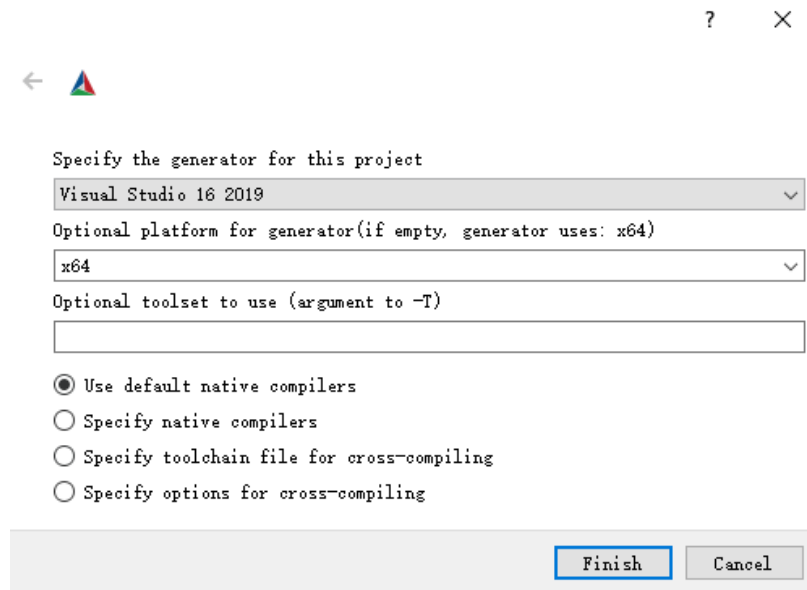 ?
Specify the generator for this project
Visual Studio 16 2019
Optional platform for generator(if empty, generator uses: x64)
x64
Optional toolset to use (argument to -T)
Use default native compilers
Specify native compilers
Specify toolchain file for cross-compiling
Specify options for cross-compiling
Finish Cancel